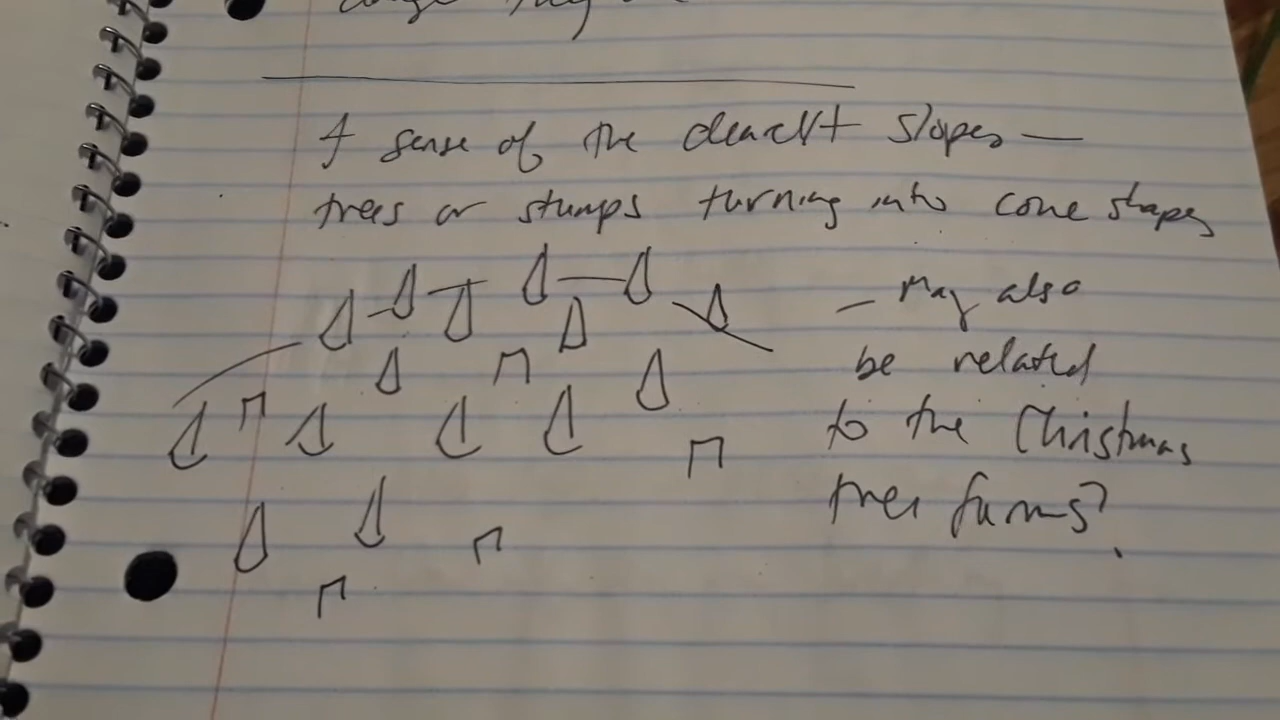 A sense of the clearcut slopes —
trees or stumps turning into cone shapes
— May also
be related
to the Christmas
tree farms?